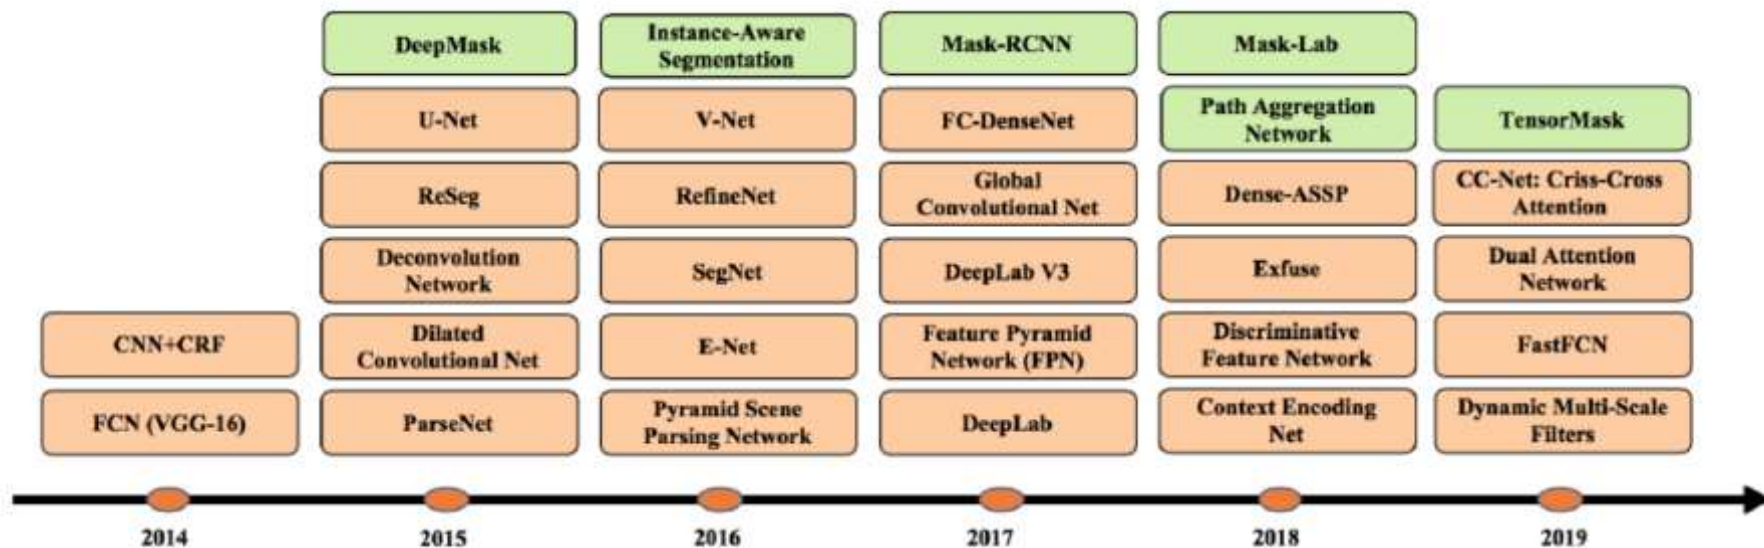 DeepMask
Instance-Aware
Segmentation
Mask-RCNN
Mask-Lab
U-Net
V-Net
FC-DenseNet
Path Aggregation
Network
TensorMask
ReSeg
RefineNet
Global
Convolutional Net
Dense-ASSP
CC-Net: Criss-Cross
Attention
Deconvolution
Network
SegNet
DeepLab V3
Exfuse
Dual Attention
Network
CNN+CRF
Dilated
Convolutional Net
E-Net
Feature Pyramid
Network (FPN)
Discriminative
Feature Network
FastFCN
FCN (VGG-16)
ParseNet
Pyramid Scene
Parsing Network
DeepLab
Context Encoding
Net
Dynamic Multi-Scale
Filters
2014
2015
2016
2017
2018
2019